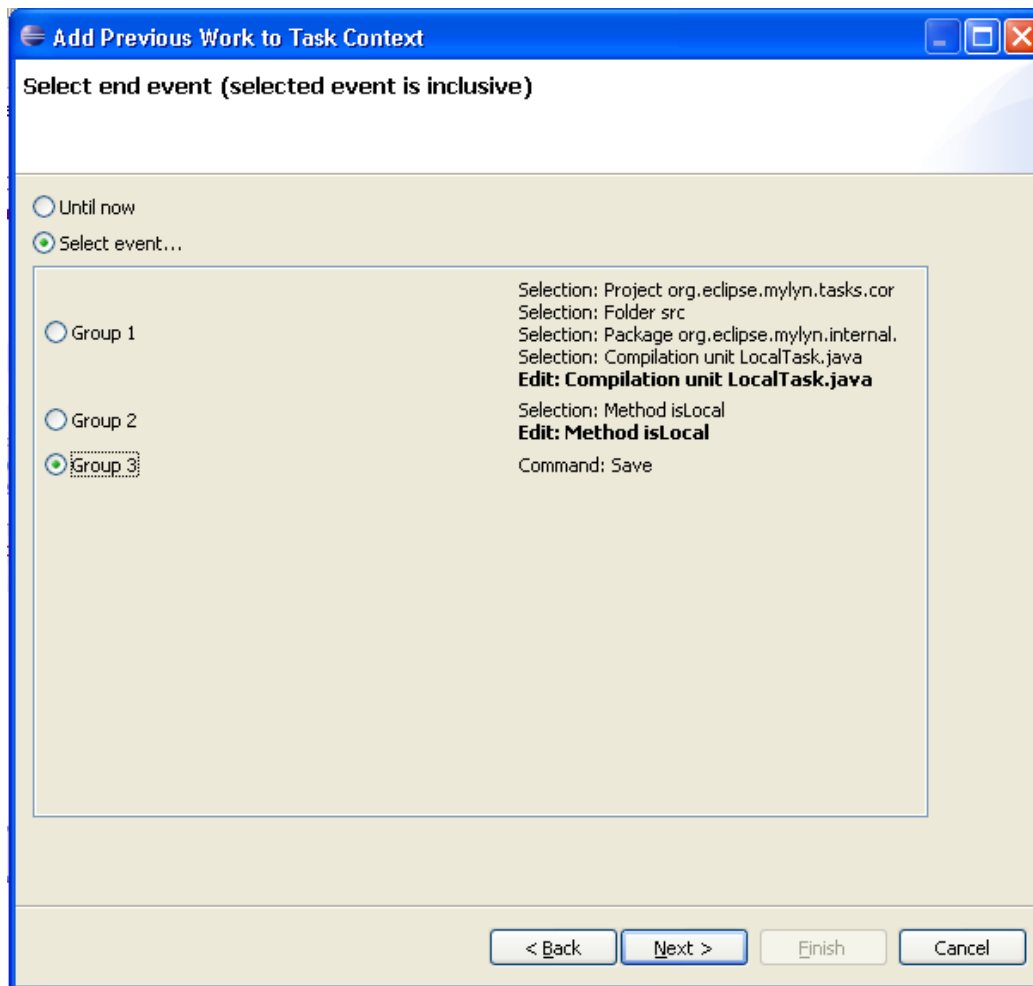 Add Previous Work to Task Context
Select end event (selected event is inclusive)
Until now
Select event...
Group 1
Selection: Project org.eclipse.mylyn.tasks.cor
Selection: Folder src
Selection: Package org.eclipse.mylyn.internal.
Selection: Compilation unit LocalTask.java
Edit: Compilation unit LocalTask.java
Group 2
Selection: Method isLocal
Edit: Method isLocal
Group 3
Command: Save
< Back
Next >
Finish
Cancel